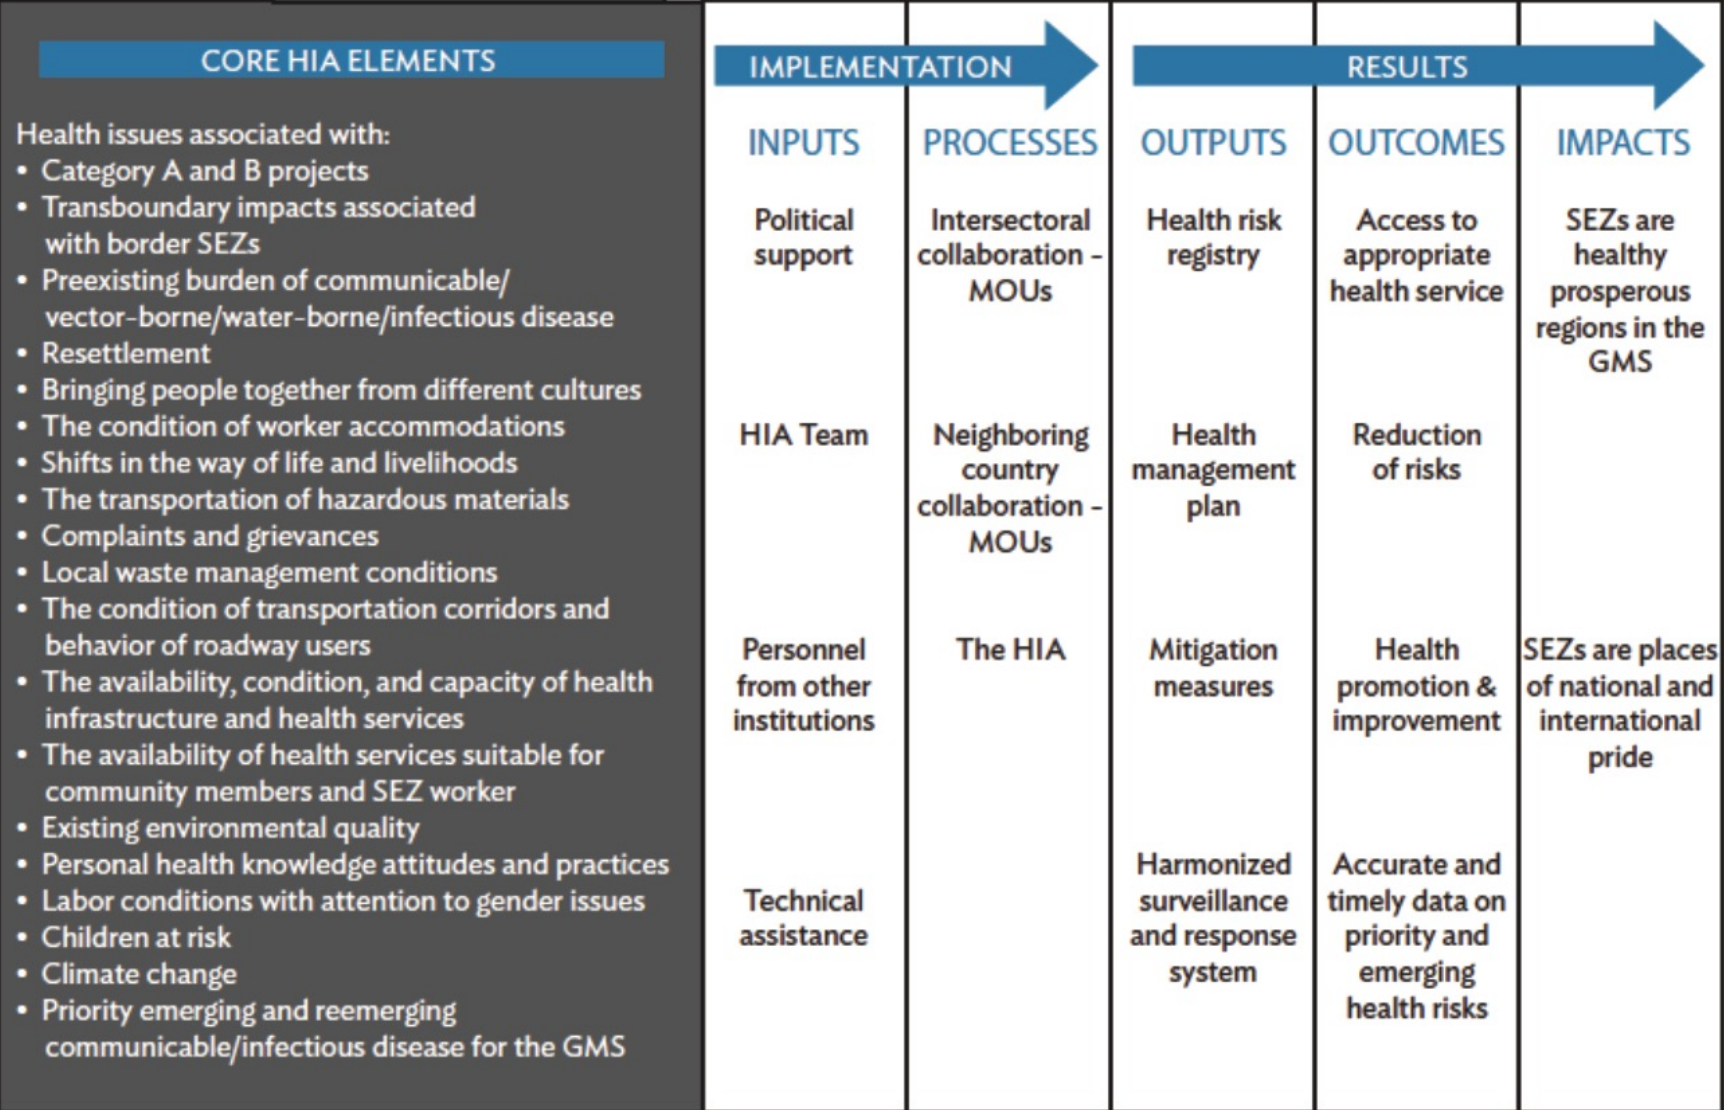 CORE HIA ELEMENTS
Health issues associated with:
• Category A and B projects
• Transboundary impacts associated
with border SEZs
• Preexisting burden of communicable/
vector-borne/water-borne/infectious disease
• Resettlement
• Bringing people together from different cultures
• The condition of worker accommodations
• Shifts in the way of life and livelihoods
• The transportation of hazardous materials
• Complaints and grievances
• Local waste management conditions
• The condition of transportation corridors and
behavior of roadway users
• The availability, condition, and capacity of health
infrastructure and health services
• The availability of health services suitable for
community members and SEZ worker
• Existing environmental quality
• Personal health knowledge attitudes and practices
• Labor conditions with attention to gender issues
• Children at risk
• Climate change
• Priority emerging and reemerging
communicable/infectious disease for the GMS
IMPLEMENTATION
INPUTS
Political
support
HIA Team
Personnel
from other
institutions
Technical
assistance
PROCESSES
Intersectoral
collaboration –
MOUs
Neighboring
country
collaboration –
MOUs
The HIA
RESULTS
OUTPUTS
Health risk
registry
Health
management
plan
Mitigation
measures
Harmonized
surveillance
and response
system
OUTCOMES
Access to
appropriate
health service
Reduction
of risks
Health
promotion &
improvement
Accurate and
timely data on
priority and
emerging
health risks
IMPACTS
SEZs are
healthy
prosperous
regions in the
GMS
SEZs are places
of national and
international
pride